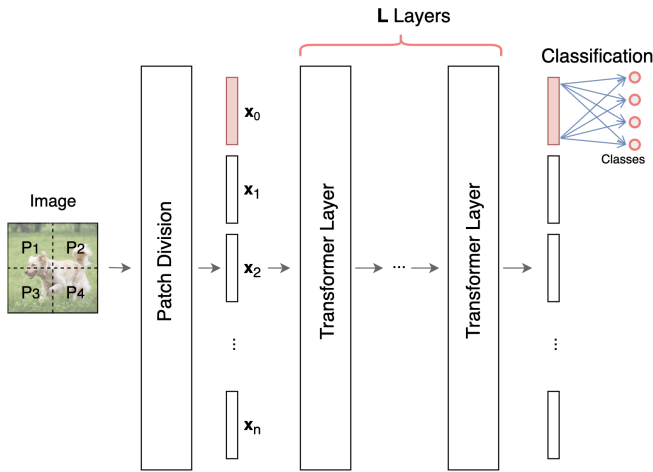 L Layers
Classification
Classes
Image
P1 P2
P3 P4
Patch Division
x0
x1
x2
...
xn
Transformer Layer
...
Transformer Layer
...